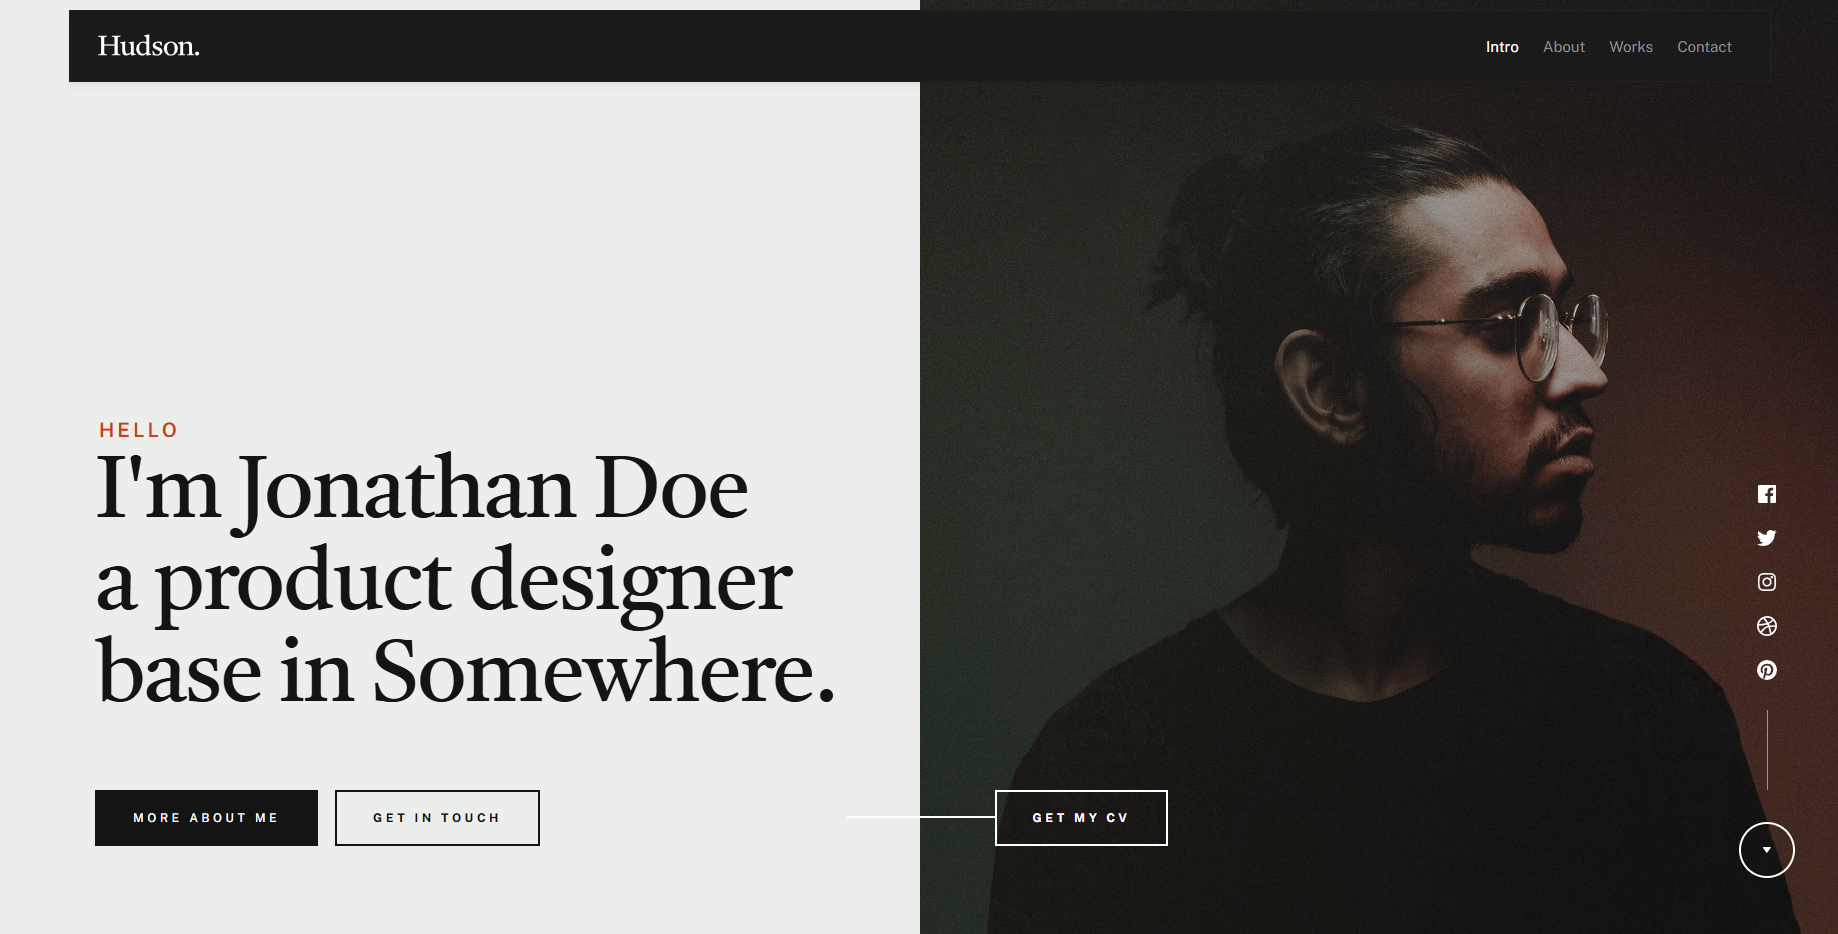 Hudson.
Intro About Works Contact
HELLO
I'm Jonathan Doe
a product designer
base in Somewhere.
MORE ABOUT ME GET IN TOUCH GET MY CV